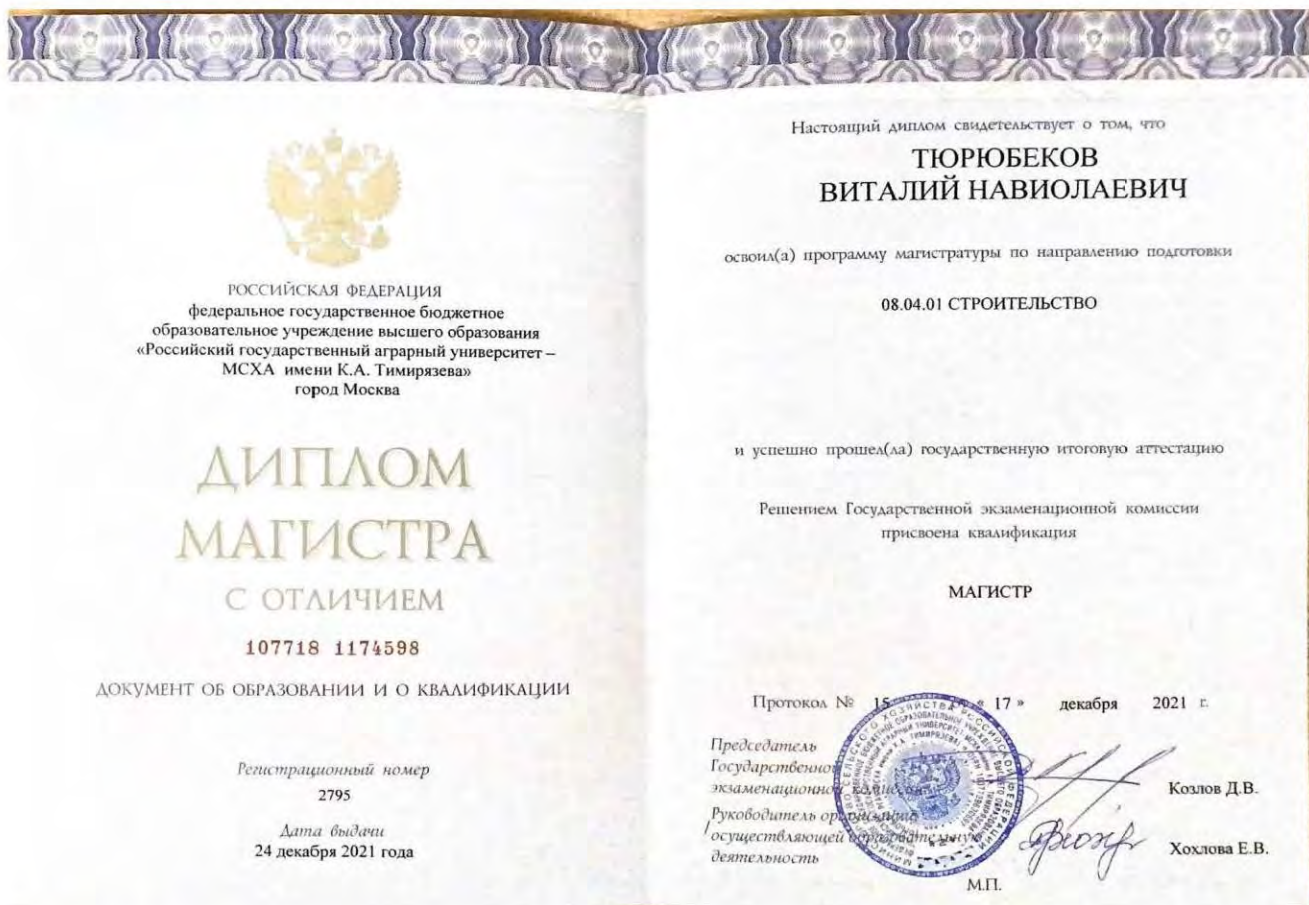 РОССИЙСКАЯ ФЕДЕРАЦИЯ
федеральное государственное бюджетное
образовательное учреждение высшего образования
«Российский государственный аграрный университет –
МСХА имени К.А. Тимирязева»
город Москва
ДИПЛОМ
МАГИСТРА
С ОТЛИЧИЕМ
107718 1174598
ДОКУМЕНТ ОБ ОБРАЗОВАНИИ И О КВАЛИФИКАЦИИ
Регистрационный номер
2795
Дата выдачи
24 декабря 2021 года
Настоящий диплом свидетельствует о том, что
ТЮРЮБЕКОВ
ВИТАЛИЙ НАВИОЛАЕВИЧ
освоил(а) программу магистратуры по направлению подготовки
08.04.01 СТРОИТЕЛЬСТВО
и успешно прошел(ла) государственную итоговую аттестацию
Решением Государственной экзаменационной комиссии
присвоена квалификация
МАГИСТР
Протокол № 15 « 17 » декабря 2021 г.
Председатель
Государственной
экзаменационной комиссии
Козлов Д.В.
Руководитель организации
осуществляющей образовательную
деятельность
Хохлова Е.В.
М.П.